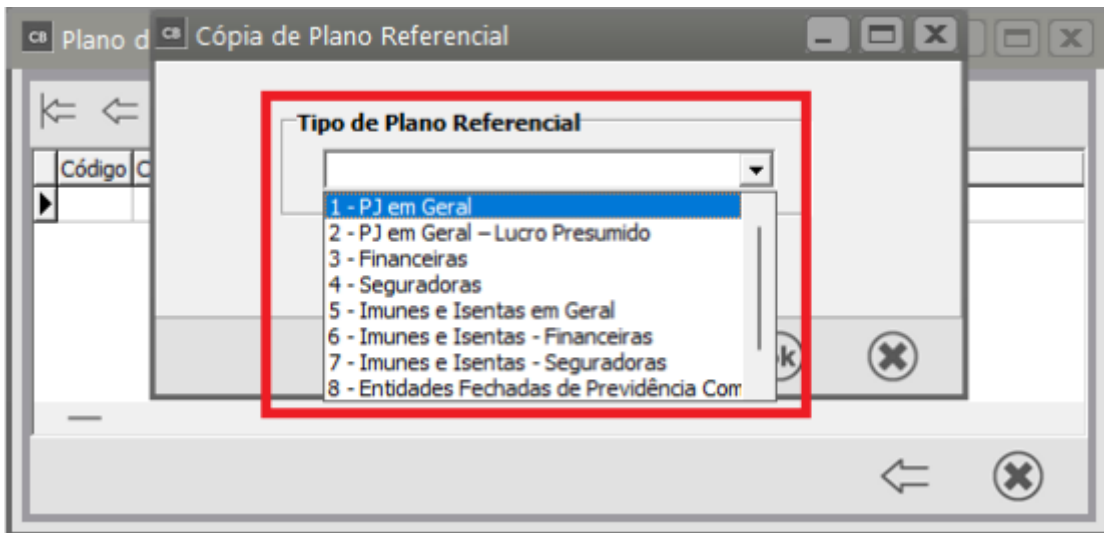 CB Plano d
CB Cópia de Plano Referencial
Tipo de Plano Referencial
Código C
1 - PJ em Geral
2 - PJ em Geral – Lucro Presumido
3 - Financeiras
4 - Seguradoras
5 - Imunes e Isentas em Geral
6 - Imunes e Isentas - Financeiras
7 - Imunes e Isentas - Seguradoras
8 - Entidades Fechadas de Previdência Com
k